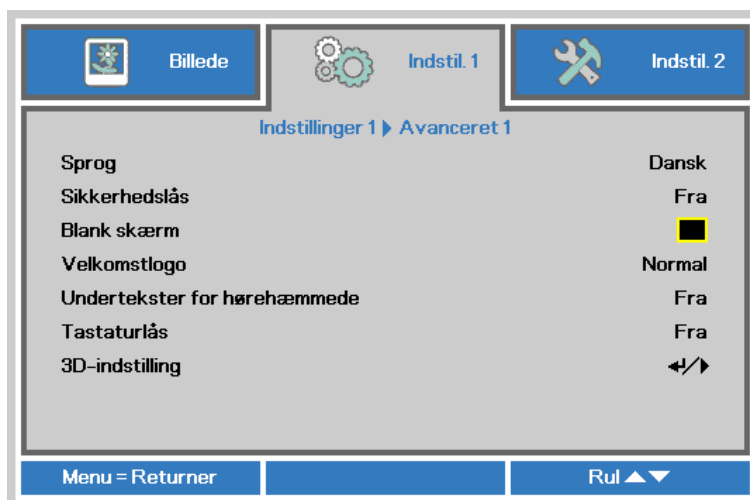 Billede Indstil. 1 Indstil. 2
Indstillinger 1 ▶ Avanceret 1
Sprog Dansk
Sikkerhedslås Fra
Blank skærm
Velkomstlogo Normal
Undertekster for hørehæmmede Fra
Tastaturlås Fra
3D-indstilling ↵/▶
Menu = Returner Rul ▲▼